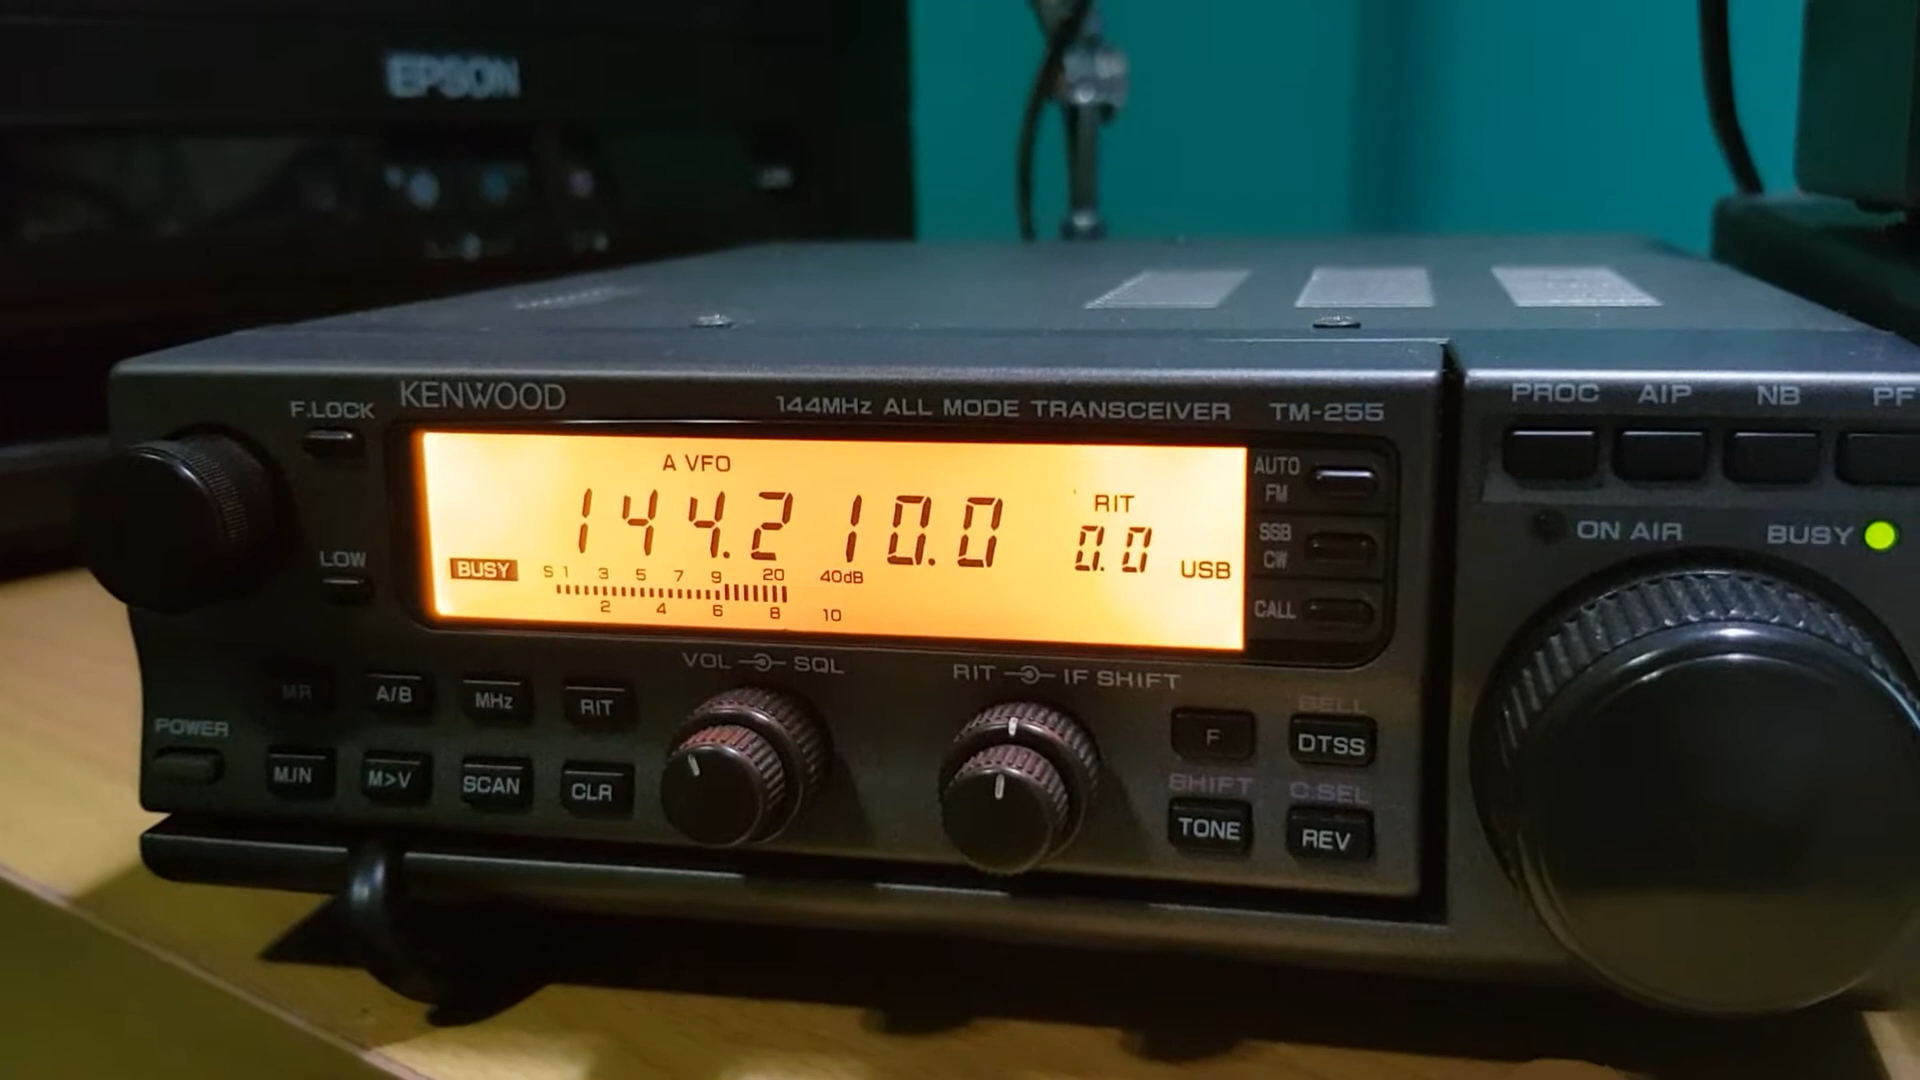 EPSON
KENWOOD
144MHz ALL MODE TRANSCEIVER TM-255
F.LOCK
LOW
POWER
A VFO
144.210.0
RIT
0.0
USB
BUSY
S 1 3 5 7 9 20 40dB
2 4 6 8 10
AUTO
FM
SSB
CW
CALL
PROC AIP NB PF
ON AIR BUSY
VOL SQL
RIT IF SHIFT
MR A/B MHz RIT
M.IN M>V SCAN CLR
F
BELL
DTSS
SHIFT
C.SEL
TONE
REV